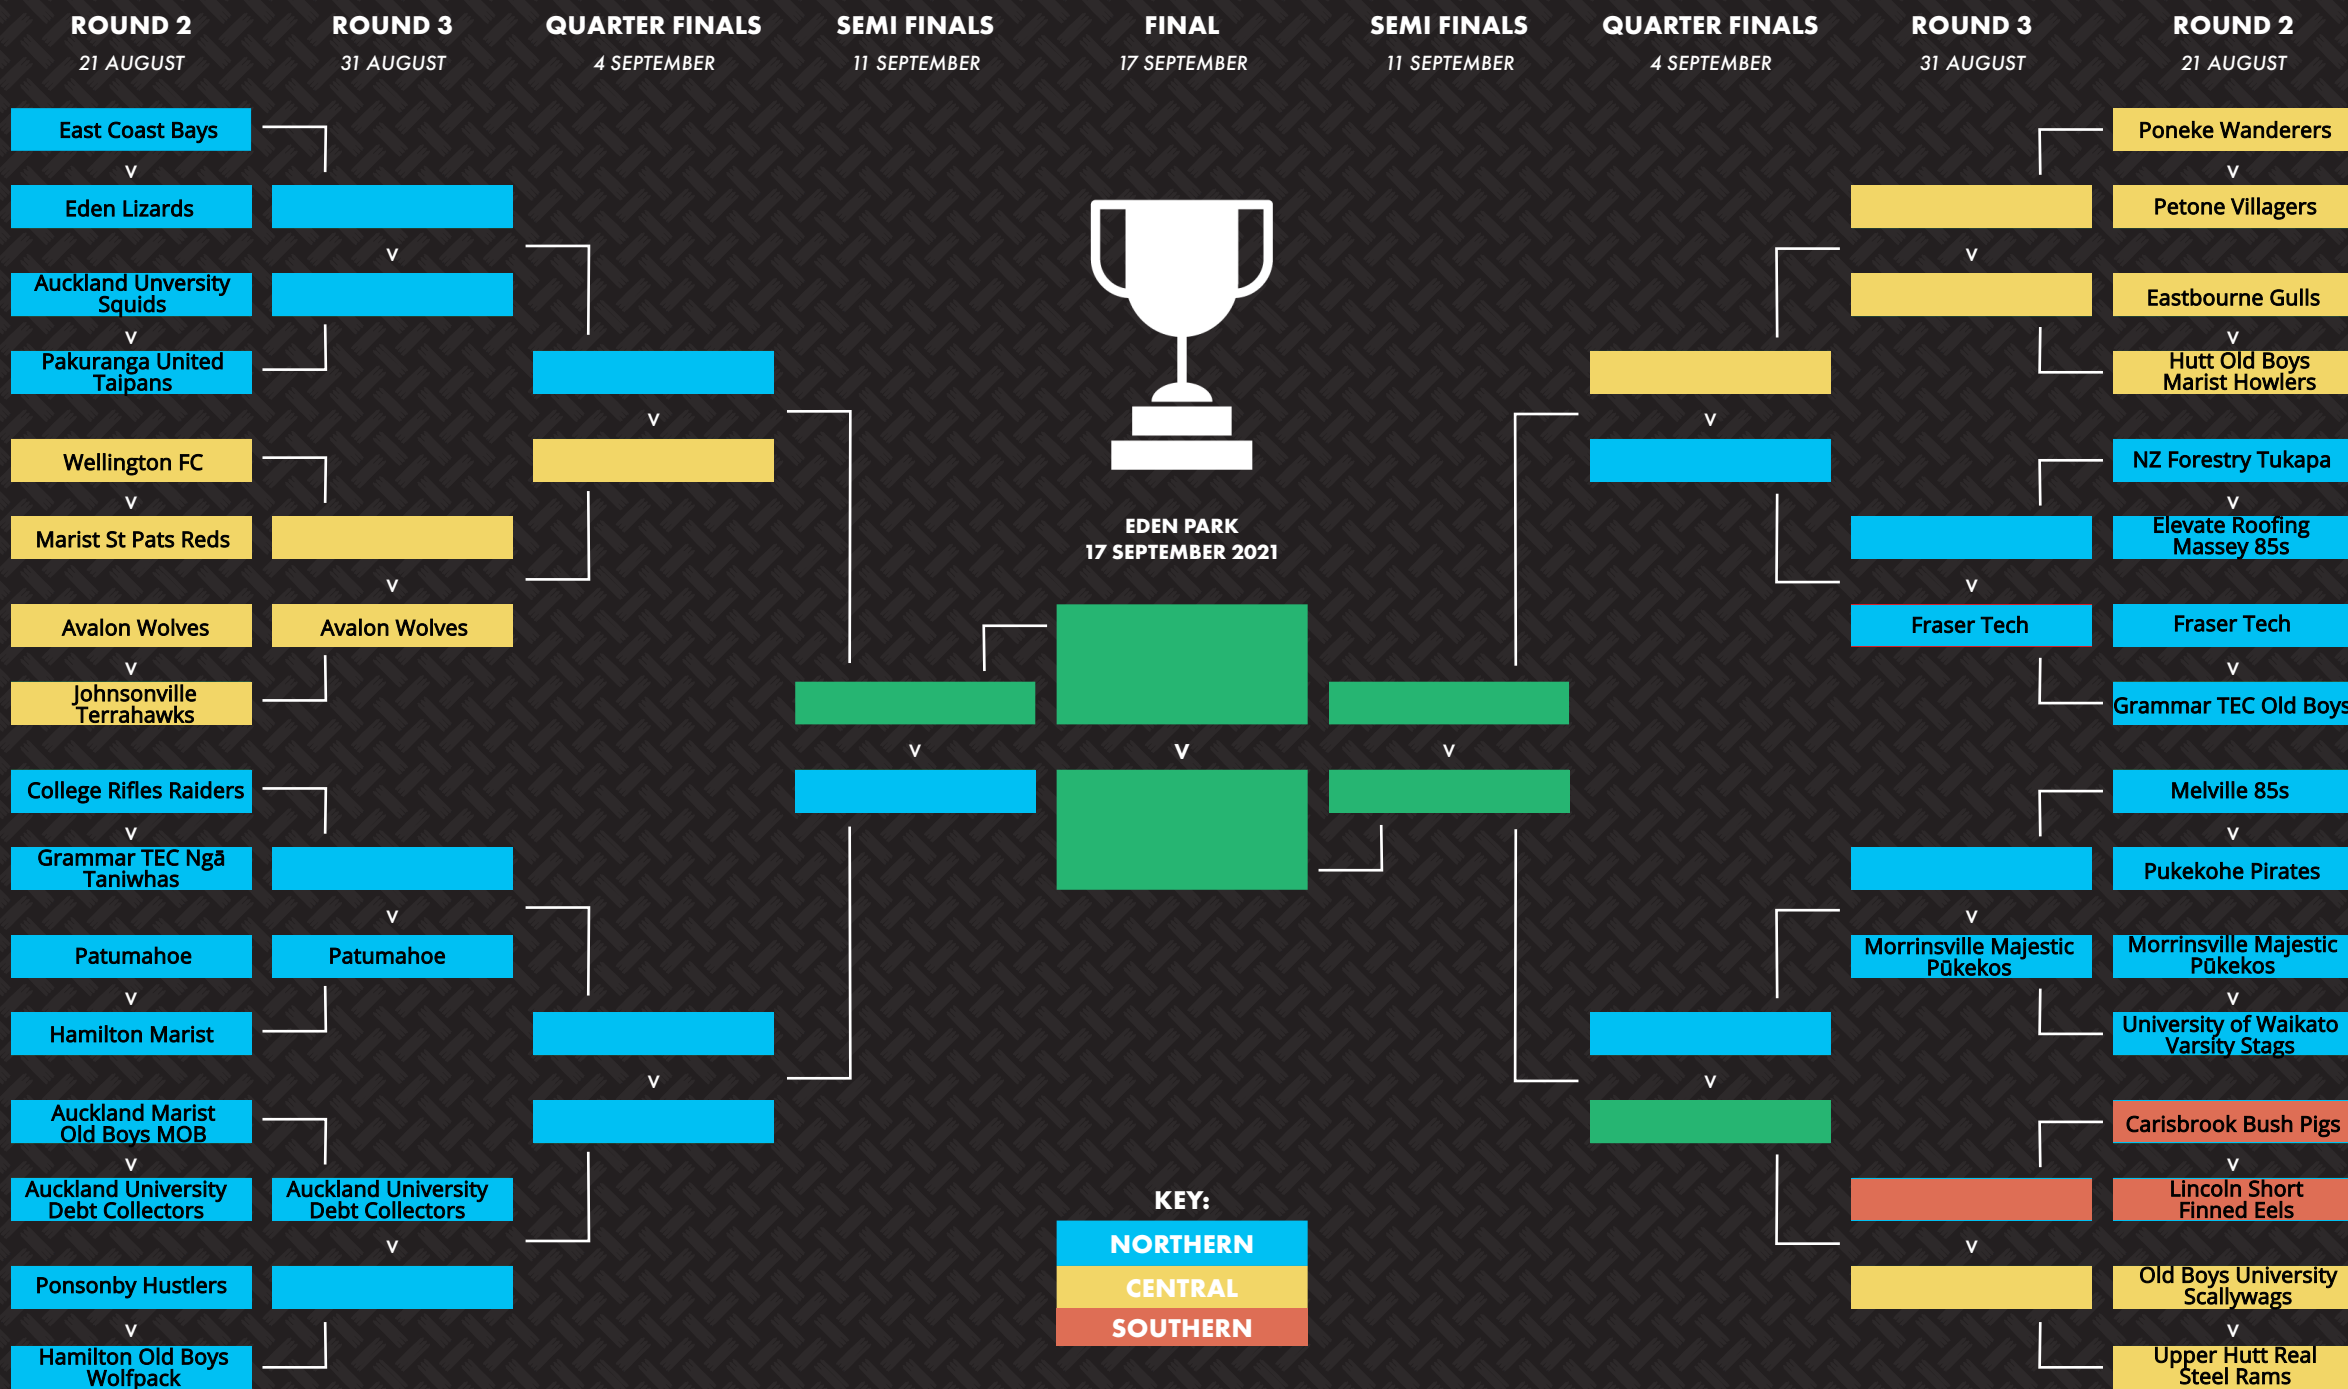 ROUND 2
21 AUGUST
ROUND 3
31 AUGUST
QUARTER FINALS
4 SEPTEMBER
SEMI FINALS
11 SEPTEMBER
FINAL
17 SEPTEMBER
SEMI FINALS
11 SEPTEMBER
QUARTER FINALS
4 SEPTEMBER
ROUND 3
31 AUGUST
ROUND 2
21 AUGUST
East Coast Bays
V
Eden Lizards
Auckland Unversity
Squids
V
Pakuranga United
Taipans
Wellington FC
V
Marist St Pats Reds
Avalon Wolves
V
Johnsonville
Terrahawks
College Rifles Raiders
V
Grammar TEC Ngā
Taniwhas
Patumahoe
V
Hamilton Marist
Auckland Marist
Old Boys MOB
V
Auckland University
Debt Collectors
Ponsonby Hustlers
V
Hamilton Old Boys
Wolfpack
V
V
Avalon Wolves
V
Patumahoe
Auckland University
Debt Collectors
V
V
V
V
EDEN PARK
17 SEPTEMBER 2021
V
KEY:
NORTHERN
CENTRAL
SOUTHERN
V
V
V
V
V
Fraser Tech
V
Morrinsville Majestic
Pūkekos
V
Poneke Wanderers
V
Petone Villagers
Eastbourne Gulls
V
Hutt Old Boys
Marist Howlers
NZ Forestry Tukapa
V
Elevate Roofing
Massey 85s
Fraser Tech
V
Grammar TEC Old Boys
Melville 85s
V
Pukekohe Pirates
Morrinsville Majestic
Pūkekos
V
University of Waikato
Varsity Stags
Carisbrook Bush Pigs
V
Lincoln Short
Finned Eels
Old Boys University
Scallywags
V
Upper Hutt Real
Steel Rams